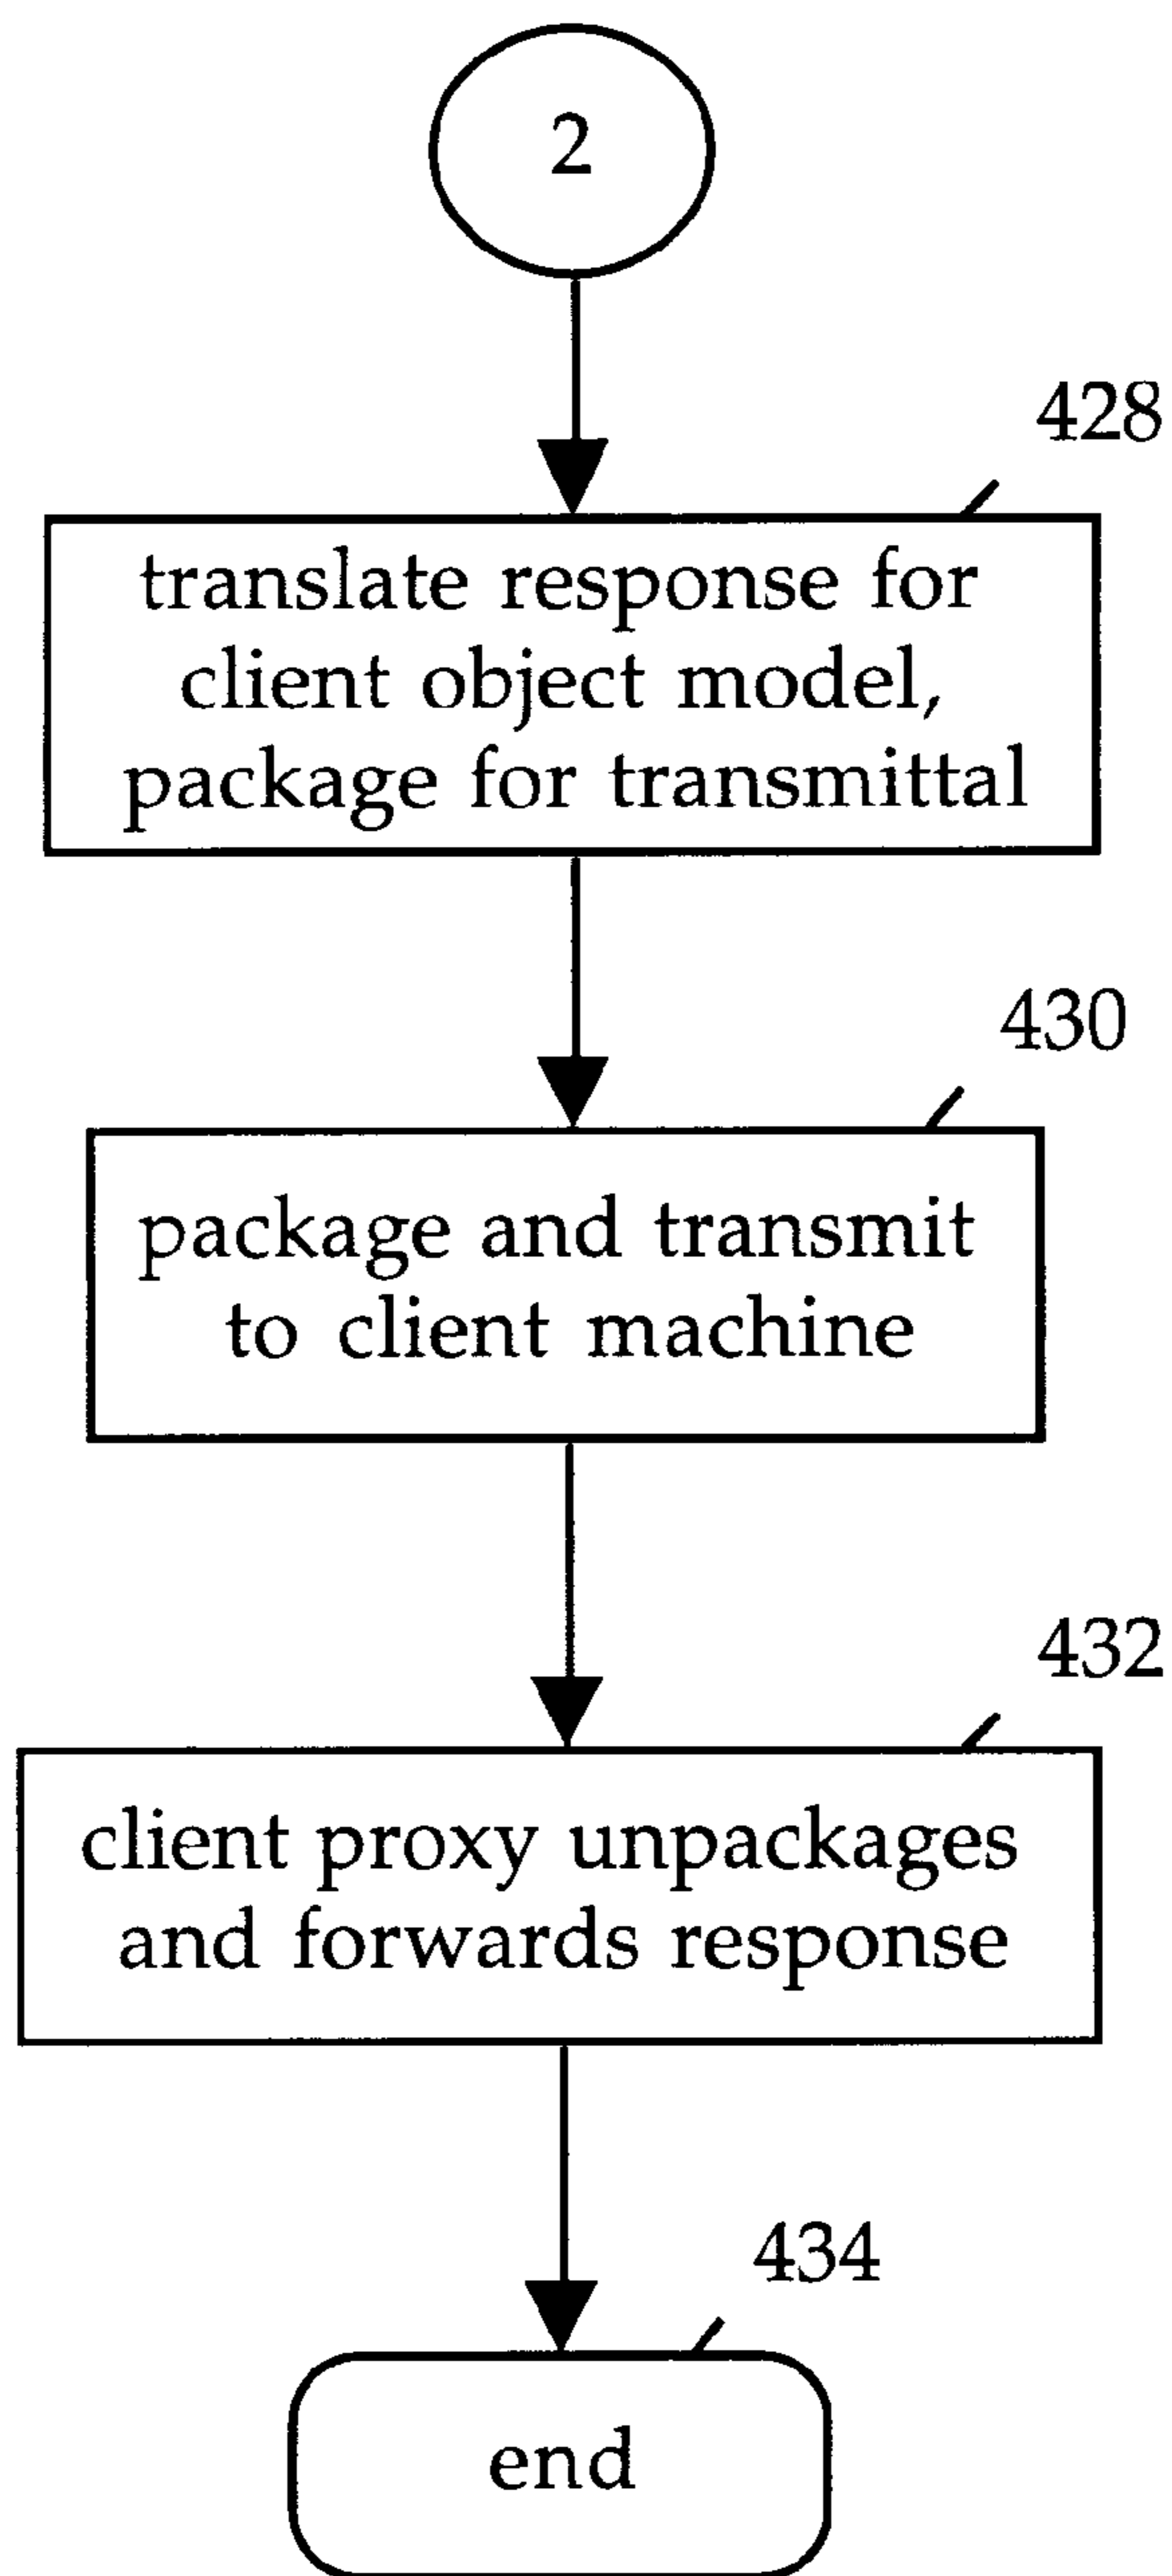 2
428
translate response for
client object model,
package for transmittal
430
package and transmit
to client machine
432
client proxy unpackages
and forwards response
434
end